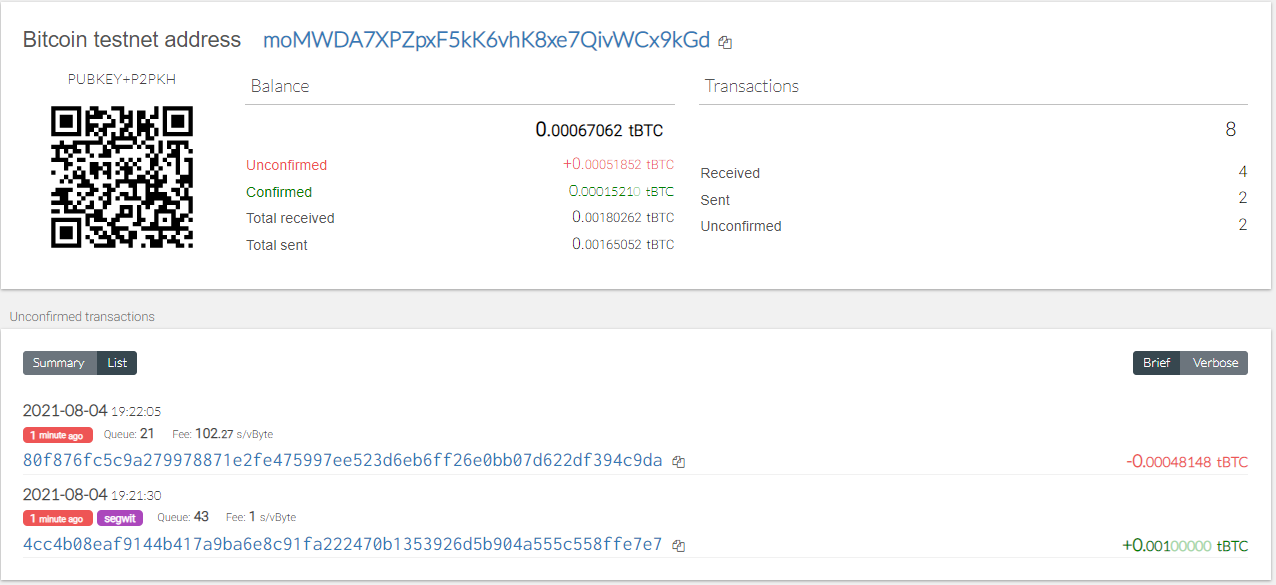 Bitcoin testnet address moMWDA7XPZpxF5kK6vhK8xe7QivWCx9kGd
PUBKEY+P2PKH
Balance
0.00067062 tBTC
Unconfirmed +0.00051852 tBTC
Confirmed 0.00015210 tBTC
Total received 0.00180262 tBTC
Total sent 0.00165052 tBTC
Transactions
8
Received 4
Sent 2
Unconfirmed 2
Unconfirmed transactions
Summary List Brief Verbose
2021-08-04 19:22:05
1 minute ago Queue: 21 Fee: 102.27 s/vByte
80f876fc5c9a279978871e2fe475997ee523d6eb6ff26e0bb07d622df394c9da -0.00048148 tBTC
2021-08-04 19:21:30
1 minute ago segwit Queue: 43 Fee: 1 s/vByte
4cc4b08eaf9144b417a9ba6e8c91fa222470b1353926d5b904a555c558ffe7e7 +0.00100000 tBTC